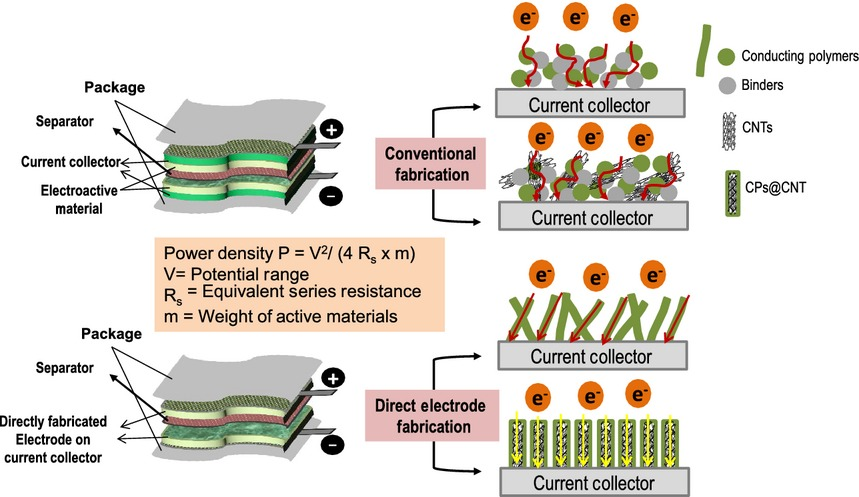 Package
Separator
Current collector
Electroactive
material
+
−
Conventional
fabrication
e⁻ e⁻ e⁻
Current collector
e⁻ e⁻ e⁻
Current collector
Conducting polymers
Binders
CNTs
CPs@CNT
Power density P = V²/ (4 Rₛ x m)
V= Potential range
Rₛ = Equivalent series resistance
m = Weight of active materials
Package
Separator
Directly fabricated
Electrode on
current collector
+
−
Direct electrode
fabrication
e⁻ e⁻ e⁻
Current collector
e⁻ e⁻ e⁻
Current collector